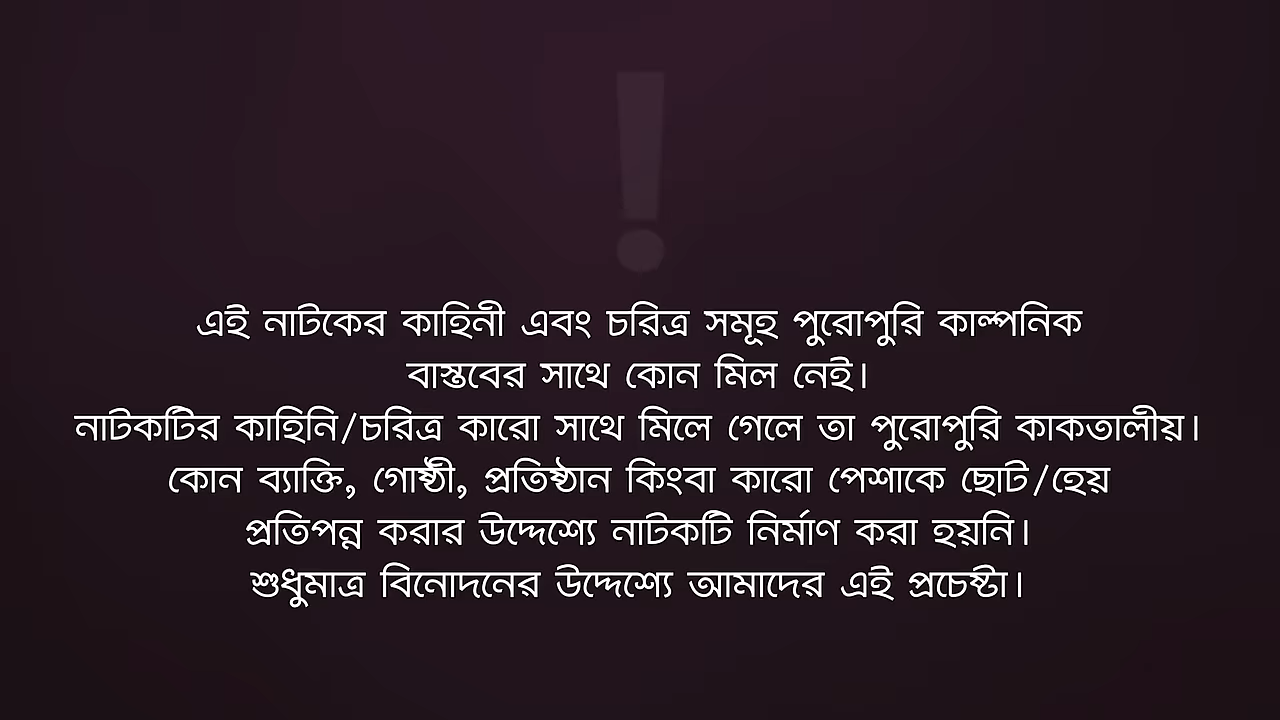 এই নাটকের কাহিনী এবং চরিত্র সমূহ পুরোপুরি কাল্পনিক
বাস্তবের সাথে কোন মিল নেই।
নাটকটির কাহিনি/চরিত্র কারো সাথে মিলে গেলে তা পুরোপুরি কাকতালীয়।
কোন ব্যাক্তি, গোষ্ঠী, প্রতিষ্ঠান কিংবা কারো পেশাকে ছোট/হেয়
প্রতিপন্ন করার উদ্দেশ্যে নাটকটি নির্মাণ করা হয়নি।
শুধুমাত্র বিনোদনের উদ্দেশ্যে আমাদের এই প্রচেষ্টা।